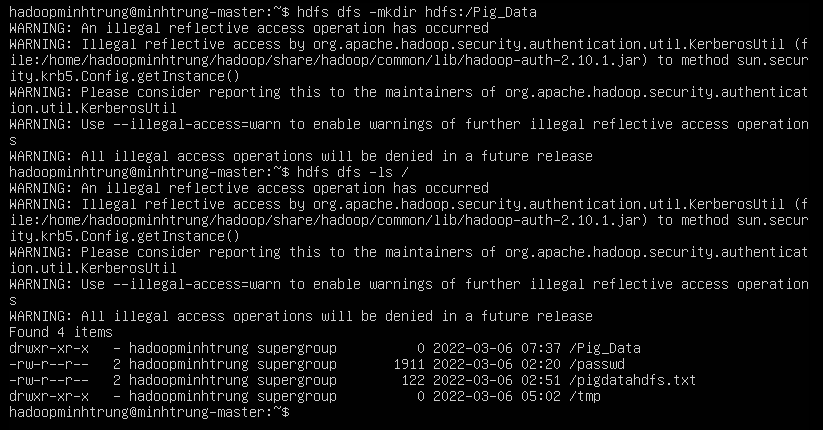 hadoopminhtrung@minhtrung-master:~$ hdfs dfs -mkdir hdfs:/Pig_Data
WARNING: An illegal reflective access operation has occurred
WARNING: Illegal reflective access by org.apache.hadoop.security.authentication.util.KerberosUtil (f
ile:/home/hadoopminhtrung/hadoop/share/hadoop/common/lib/hadoop-auth-2.10.1.jar) to method sun.secur
ity.krb5.Config.getInstance()
WARNING: Please consider reporting this to the maintainers of org.apache.hadoop.security.authenticat
ion.util.KerberosUtil
WARNING: Use --illegal-access=warn to enable warnings of further illegal reflective access operation
s
WARNING: All illegal access operations will be denied in a future release
hadoopminhtrung@minhtrung-master:~$ hdfs dfs -ls /
WARNING: An illegal reflective access operation has occurred
WARNING: Illegal reflective access by org.apache.hadoop.security.authentication.util.KerberosUtil (f
ile:/home/hadoopminhtrung/hadoop/share/hadoop/common/lib/hadoop-auth-2.10.1.jar) to method sun.secur
ity.krb5.Config.getInstance()
WARNING: Please consider reporting this to the maintainers of org.apache.hadoop.security.authenticat
ion.util.KerberosUtil
WARNING: Use --illegal-access=warn to enable warnings of further illegal reflective access operation
s
WARNING: All illegal access operations will be denied in a future release
Found 4 items
drwxr-xr-x   - hadoopminhtrung supergroup          0 2022-03-06 07:37 /Pig_Data
-rw-r--r--   2 hadoopminhtrung supergroup       1911 2022-03-06 02:20 /passwd
-rw-r--r--   2 hadoopminhtrung supergroup        122 2022-03-06 02:51 /pigdatahdfs.txt
drwxr-xr-x   - hadoopminhtrung supergroup          0 2022-03-06 05:02 /tmp
hadoopminhtrung@minhtrung-master:~$